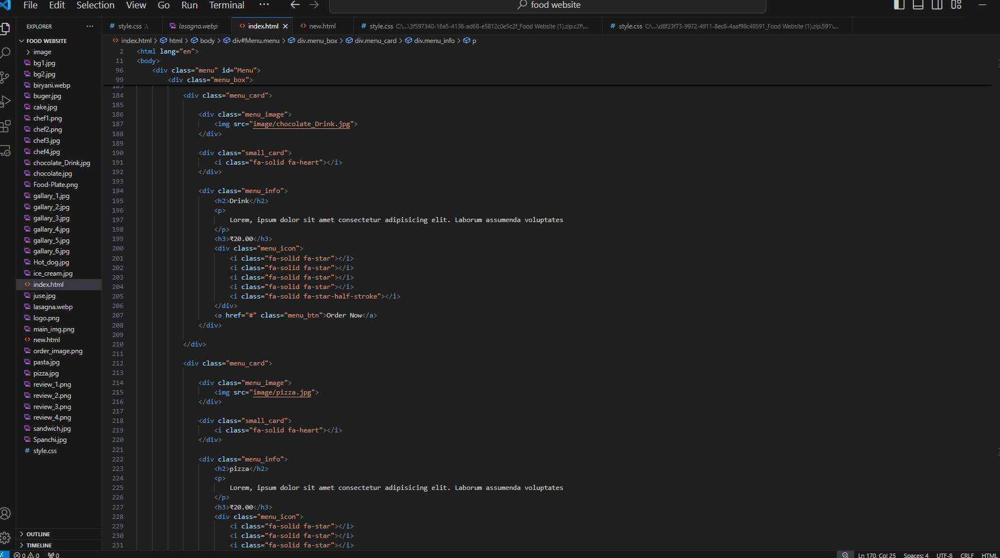 File Edit Selection View Go Run Terminal ··· food website
EXPLORER ···
FOOD WEBSITE
image
bg1.jpg
bg2.jpg
biryani.webp
buger.jpg
cake.jpg
chef1.png
chef2.png
chef3.jpg
chef4.jpg
chocolate_Drink.jpg
chocolate.jpg
Food-Plate.png
gallary_1.jpg
gallary_2.jpg
gallary_3.jpg
gallary_4.jpg
gallary_5.jpg
gallary_6.jpg
Hot_dog.jpg
ice_cream.jpg
index.html
juse.jpg
lasagna.webp
logo.png
main_img.png
new.html
order_image.png
pasta.jpg
pizza.jpg
review_1.png
review_2.png
review_3.png
review_4.png
sandwich.jpg
Spanchi.jpg
style.css
OUTLINE
TIMELINE
style.css .\ lasagna.webp index.html new.html style.css C:\...\3f597340-16a5-4138-ad68-e5812c0e5c2f_Food Website (1).zip.c2f\... style.css C:\...\d8f23f73-9972-4911-8ec8-4aaf98c48591_Food Website (1).zip.591\...
index.html > html > body > div#Menu.menu > div.menu_box > div.menu_card > div.menu_info > p
2 <html lang="en">
11 <body>
96 <div class="menu" id="Menu">
99 <div class="menu_box">
183
184 <div class="menu_card">
185
186 <div class="menu_image">
187 <img src="image/chocolate_Drink.jpg">
188 </div>
189
190 <div class="small_card">
191 <i class="fa-solid fa-heart"></i>
192 </div>
193
194 <div class="menu_info">
195 <h2>Drink</h2>
196 <p>
197 Lorem, ipsum dolor sit amet consectetur adipisicing elit. Laborum assumenda voluptates
198 </p>
199 <h3>₹20.00</h3>
200 <div class="menu_icon">
201 <i class="fa-solid fa-star"></i>
202 <i class="fa-solid fa-star"></i>
203 <i class="fa-solid fa-star"></i>
204 <i class="fa-solid fa-star"></i>
205 <i class="fa-solid fa-star-half-stroke"></i>
206 </div>
207 <a href="#" class="menu_btn">Order Now</a>
208 </div>
209
210 </div>
211
212 <div class="menu_card">
213
214 <div class="menu_image">
215 <img src="image/pizza.jpg">
216 </div>
217
218 <div class="small_card">
219 <i class="fa-solid fa-heart"></i>
220 </div>
221
222 <div class="menu_info">
223 <h2>pizza</h2>
224 <p>
225 Lorem, ipsum dolor sit amet consectetur adipisicing elit. Laborum assumenda voluptates
226 </p>
227 <h3>₹20.00</h3>
228 <div class="menu_icon">
229 <i class="fa-solid fa-star"></i>
230 <i class="fa-solid fa-star"></i>
231 <i class="fa-solid fa-star"></i>
0 0 0 Ln 170, Col 25 Spaces: 4 UTF-8 CRLF HTML